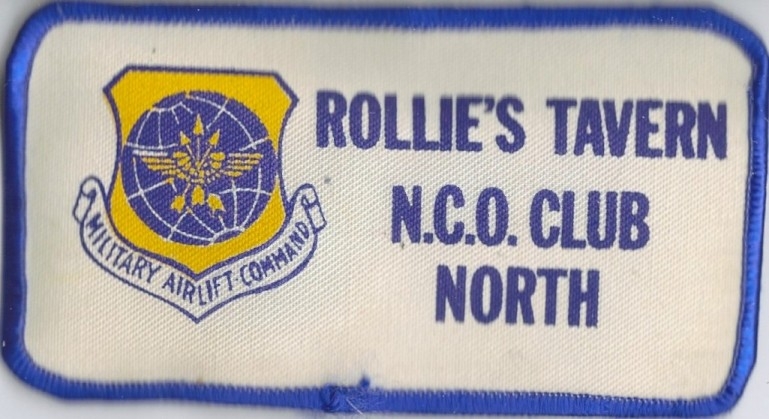 ROLLIE'S TAVERN
N.C.O. CLUB
NORTH
MILITARY AIRLIFT COMMAND